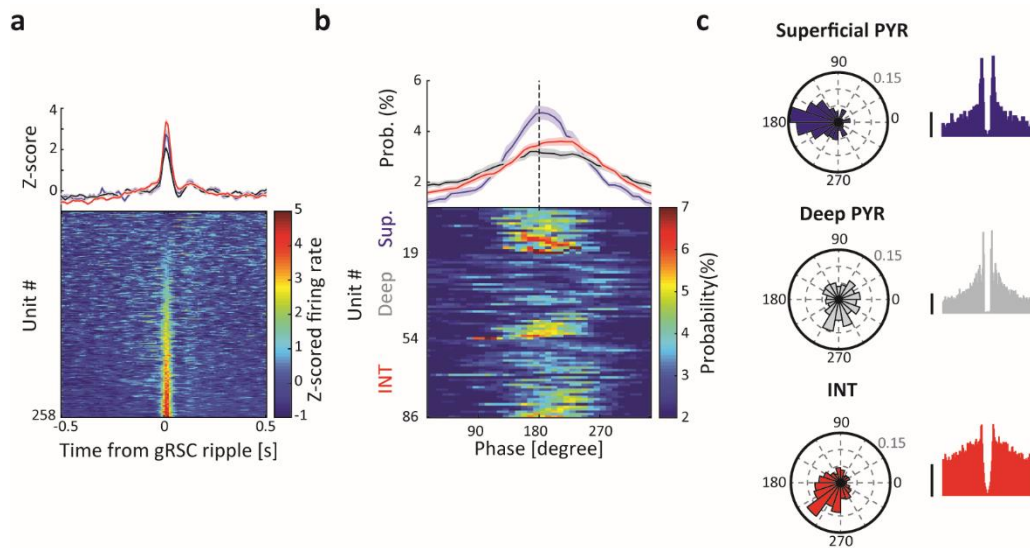 a
Z-score
4
2
0
Unit #
258
-0.5
0
0.5
Time from gRSC ripple [s]
5
4
3
2
1
0
-1
Z-scored firing rate
b
Prob. (%)
6
4
2
Unit #
Sup.
19
Deep
54
INT
86
90
180
270
Phase [degree]
7
6
5
4
3
2
Probability(%)
c
Superficial PYR
90
0.15
180
0
270
Deep PYR
90
0.15
180
0
270
INT
90
0.15
180
0
270